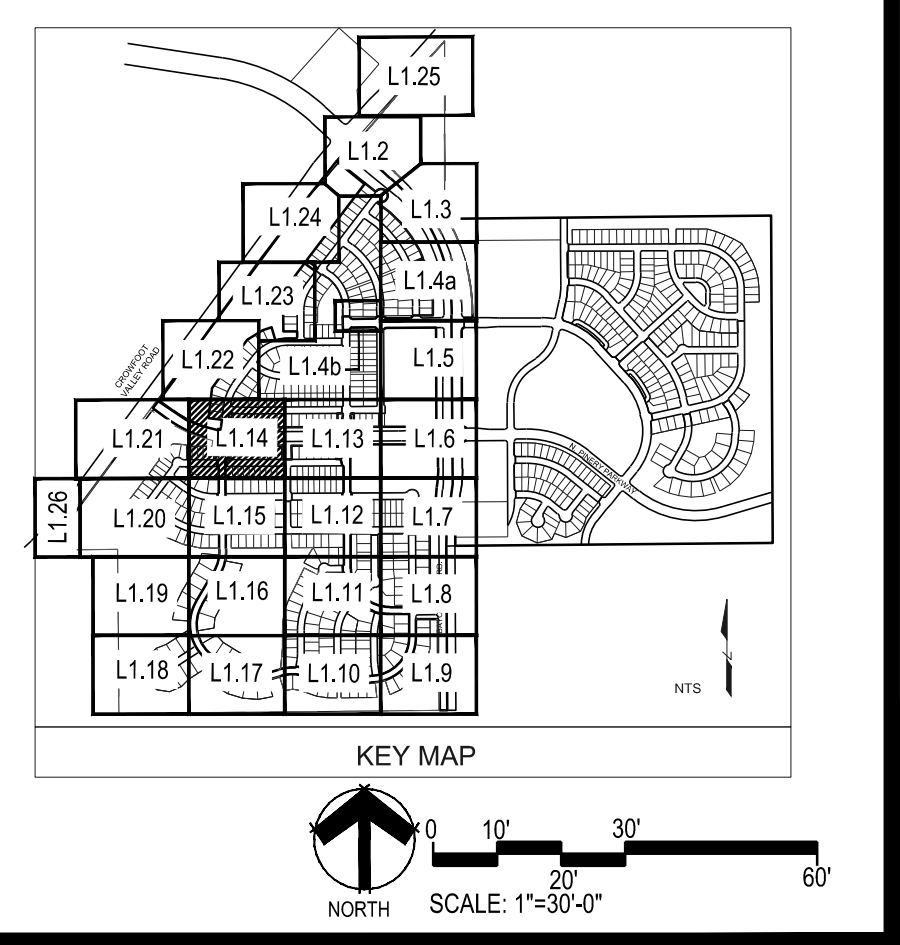 L1.25
L1.2
L1.24
L1.3
L1.23
L1.4a
L1.22
L1.4b
L1.5
CROWFOOT
VALLEY ROAD
L1.21
L1.14
L1.13
L1.6
N. PINERY PARKWAY
L1.26
L1.20
L1.15
L1.12
L1.7
L1.19
L1.16
L1.11
L1.8
RD.
L1.18
L1.17
L1.10
L1.9
N
NTS
KEY MAP
0 10' 30'
20' 60'
NORTH
SCALE: 1"=30'-0"